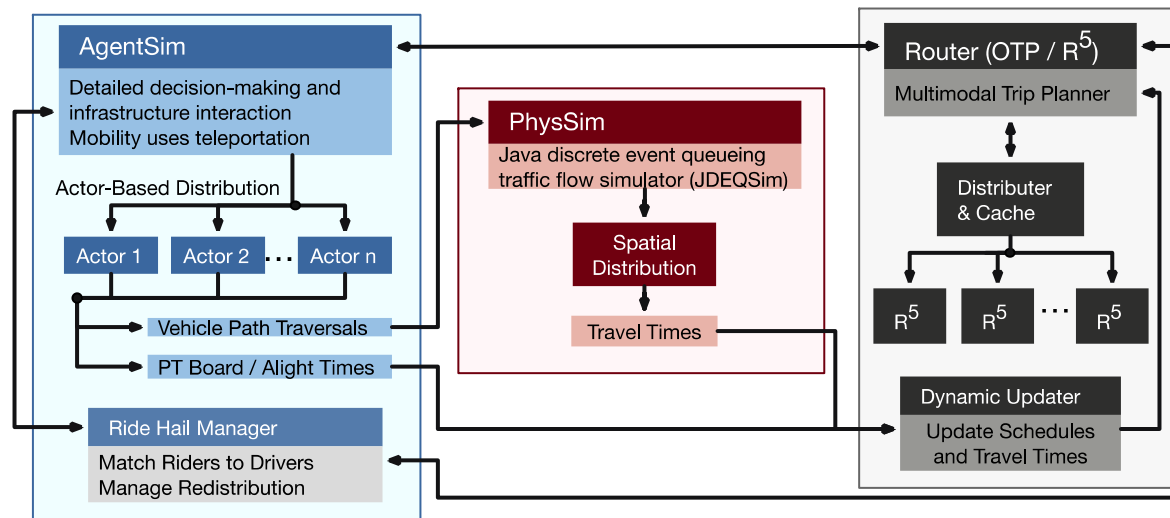 AgentSim
Detailed decision-making and
infrastructure interaction
Mobility uses teleportation
Actor-Based Distribution
Actor 1
Actor 2
...
Actor n
Vehicle Path Traversals
PT Board / Alight Times
Ride Hail Manager
Match Riders to Drivers
Manage Redistribution
PhysSim
Java discrete event queueing
traffic flow simulator (JDEQSim)
Spatial
Distribution
Travel Times
Router (OTP / R⁵)
Multimodal Trip Planner
Distributer
& Cache
R⁵
R⁵
...
R⁵
Dynamic Updater
Update Schedules
and Travel Times